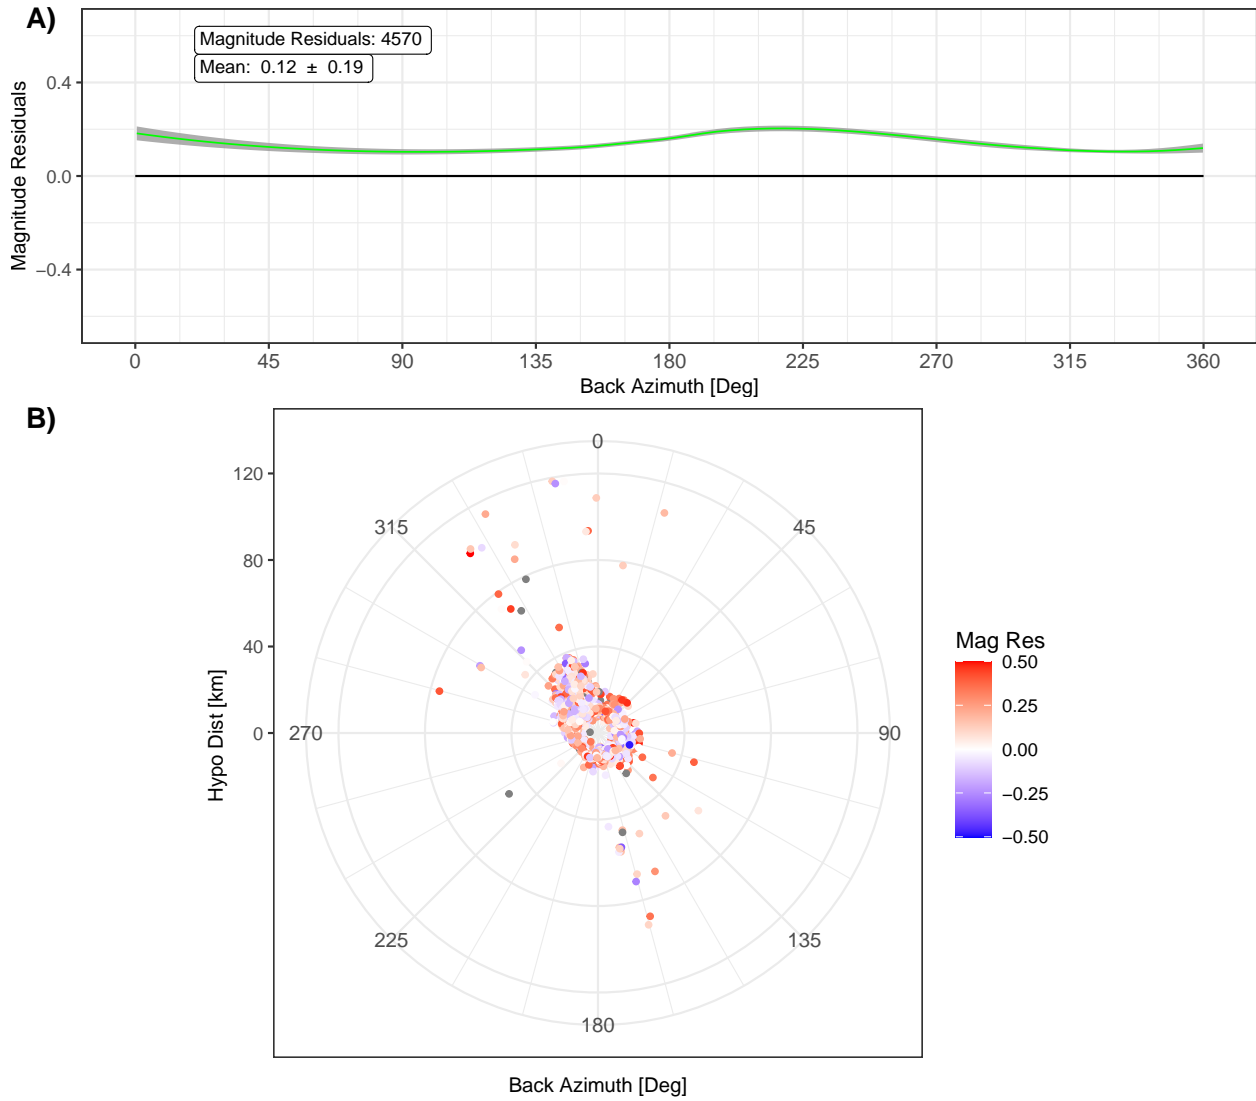 A)
Magnitude Residuals: 4570
Mean:  0.12  ±  0.19
Magnitude Residuals
0.4
0.0
−0.4
0 45 90 135 180 225 270 315 360
Back Azimuth [Deg]
B)
Hypo Dist [km]
120
80
40
0
0
45
90
135
180
225
270
315
Back Azimuth [Deg]
Mag Res
0.50
0.25
0.00
−0.25
−0.50